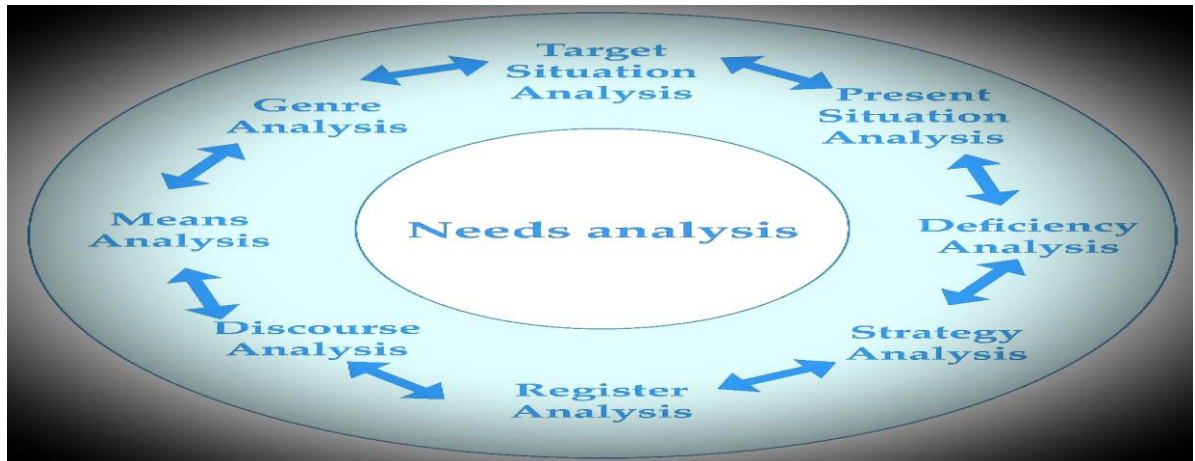 Target
Situation
Analysis
Present
Situation
Analysis
Deficiency
Analysis
Strategy
Analysis
Register
Analysis
Discourse
Analysis
Means
Analysis
Genre
Analysis
Needs analysis